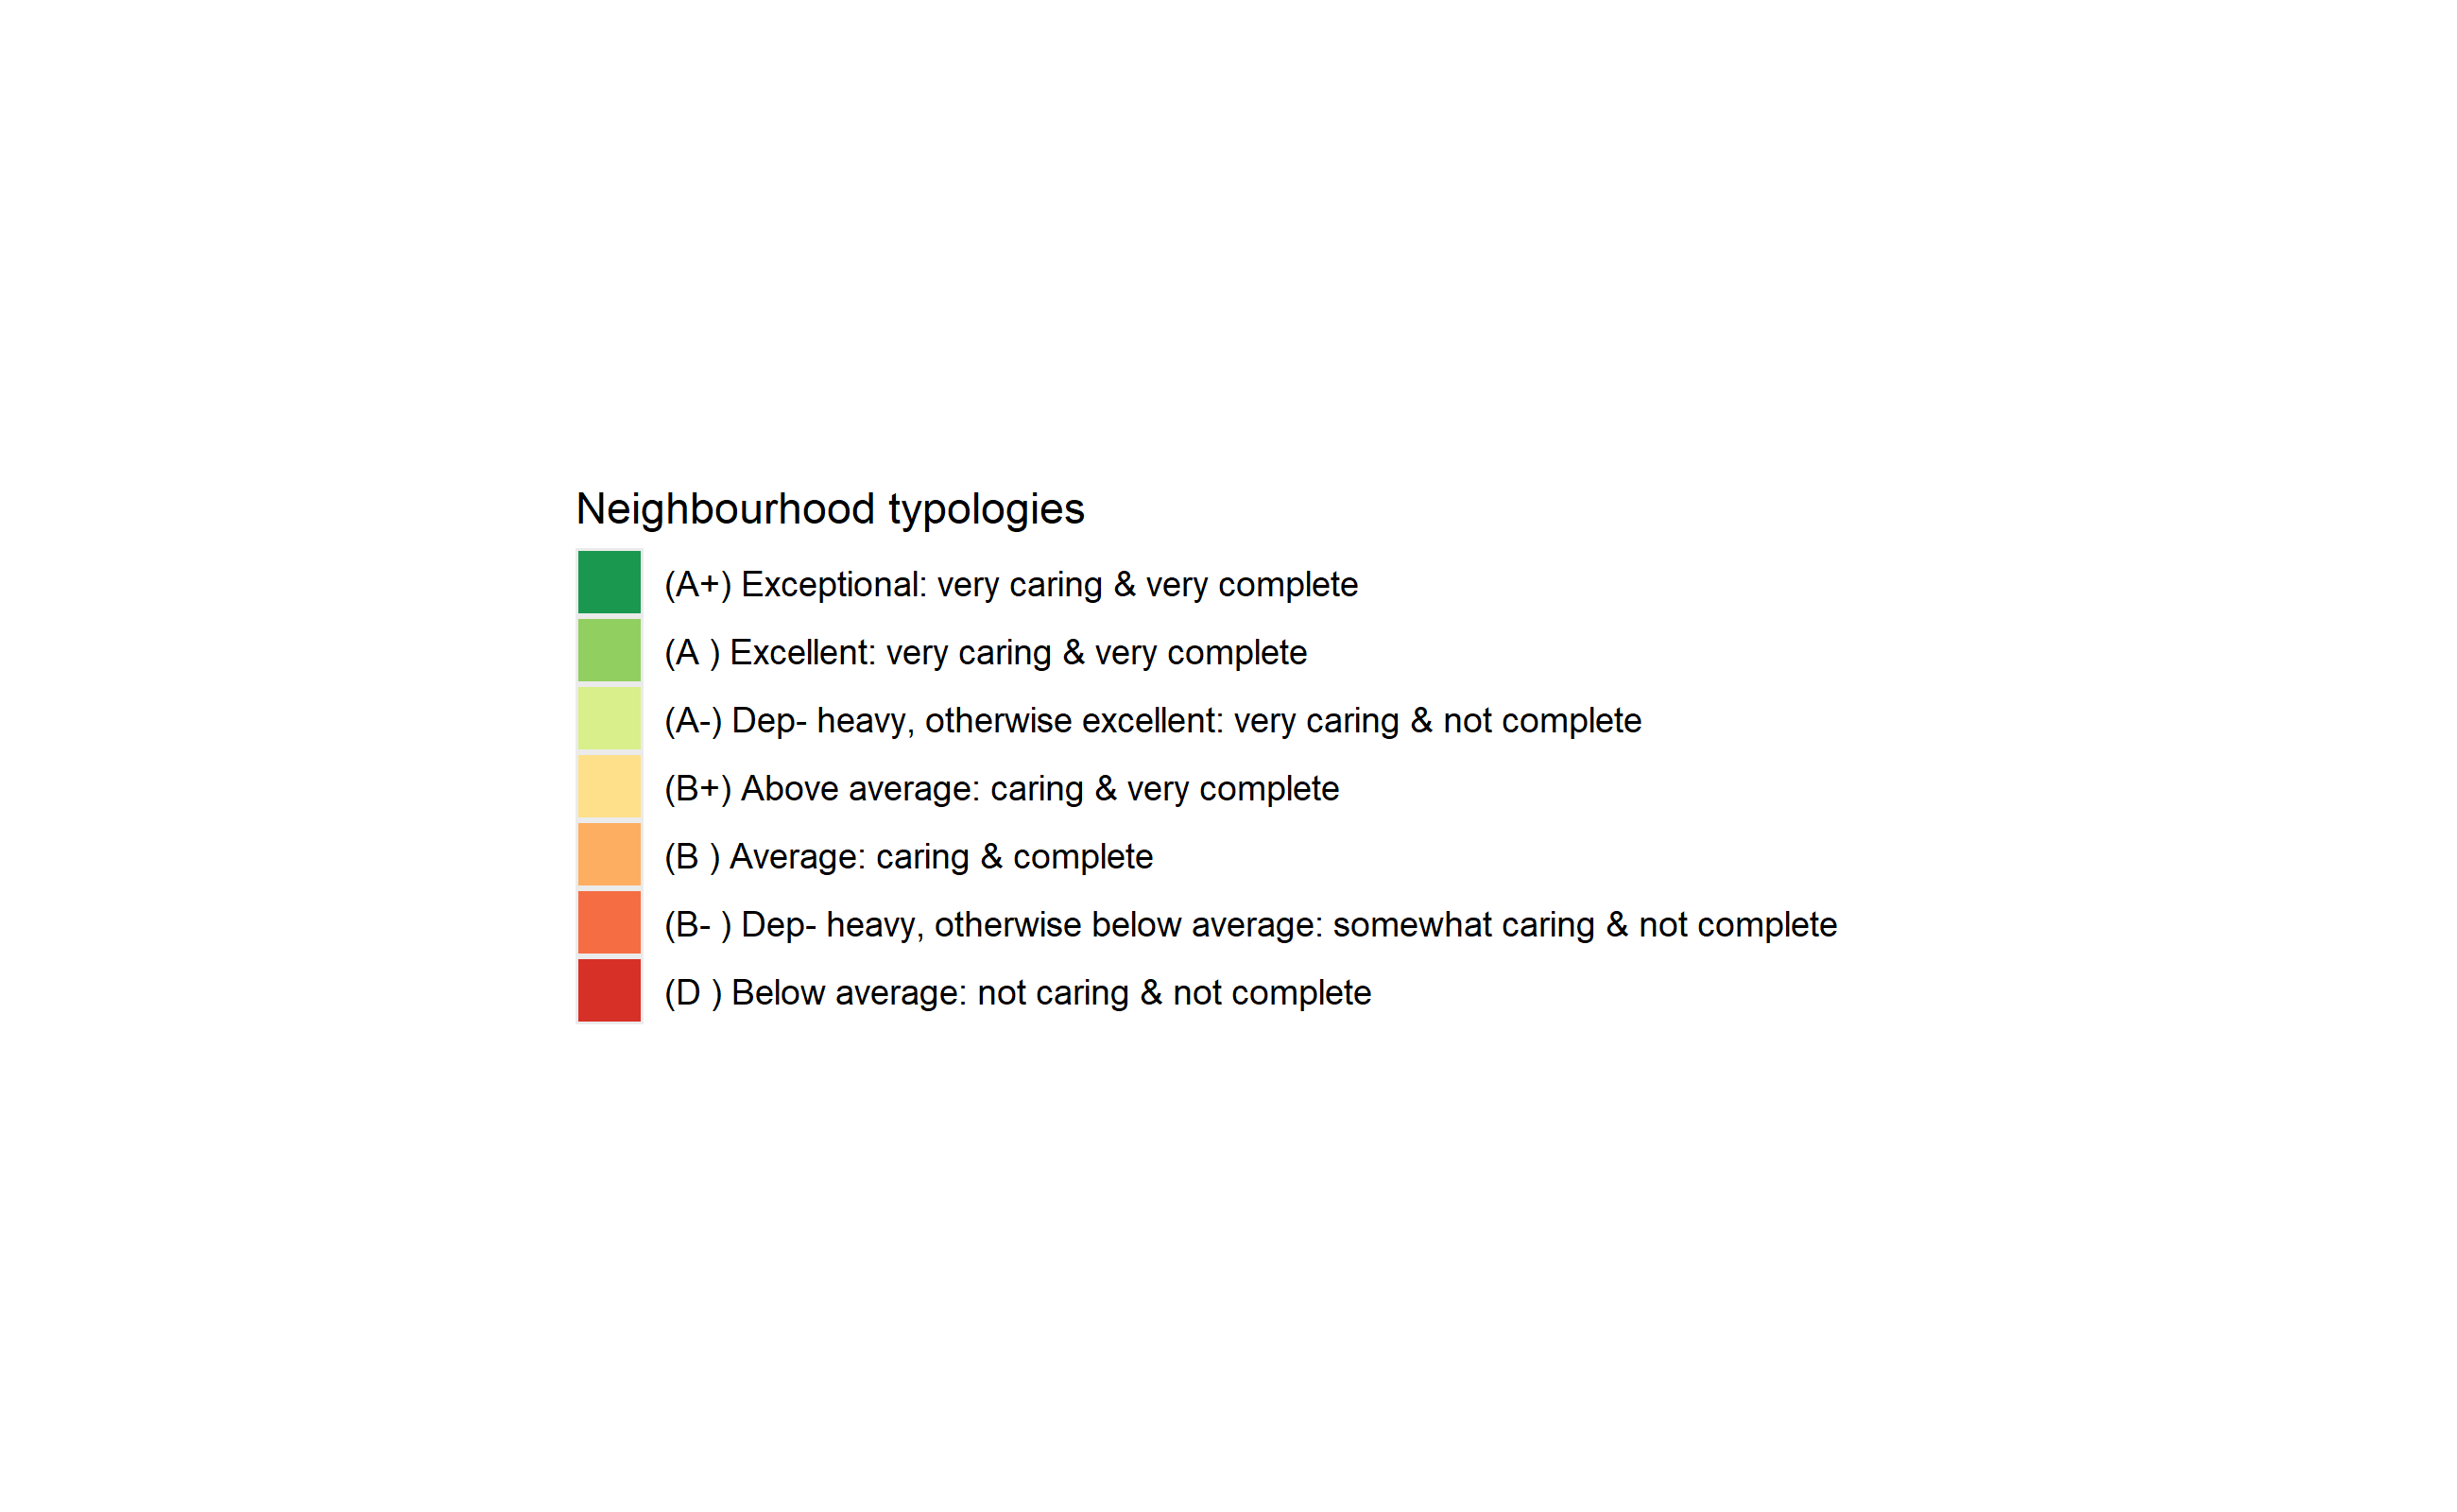 Neighbourhood typologies
(A+) Exceptional: very caring & very complete
(A ) Excellent: very caring & very complete
(A-) Dep- heavy, otherwise excellent: very caring & not complete
(B+) Above average: caring & very complete
(B ) Average: caring & complete
(B- ) Dep- heavy, otherwise below average: somewhat caring & not complete
(D ) Below average: not caring & not complete